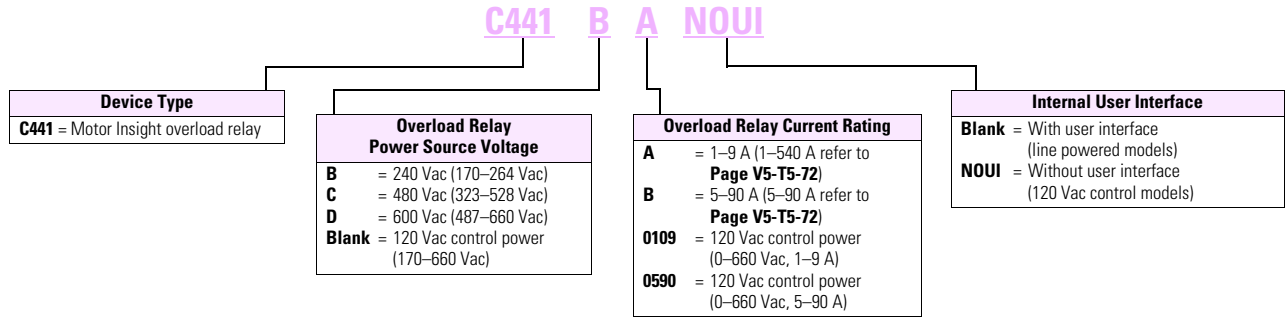 C441 B A NOUI
Device Type
C441 = Motor Insight overload relay
Overload Relay
Power Source Voltage
B = 240 Vac (170–264 Vac)
C = 480 Vac (323–528 Vac)
D = 600 Vac (487–660 Vac)
Blank = 120 Vac control power
(170–660 Vac)
Overload Relay Current Rating
A = 1–9 A (1–540 A refer to
Page V5-T5-72)
B = 5–90 A (5–90 A refer to
Page V5-T5-72)
0109 = 120 Vac control power
(0–660 Vac, 1–9 A)
0590 = 120 Vac control power
(0–660 Vac, 5–90 A)
Internal User Interface
Blank = With user interface
(line powered models)
NOUI = Without user interface
(120 Vac control models)